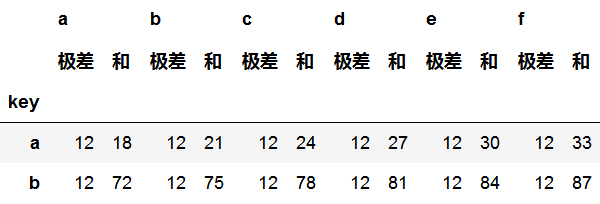 a b c d e f
极差 和 极差 和 极差 和 极差 和 极差 和 极差 和
key
a 12 18 12 21 12 24 12 27 12 30 12 33
b 12 72 12 75 12 78 12 81 12 84 12 87